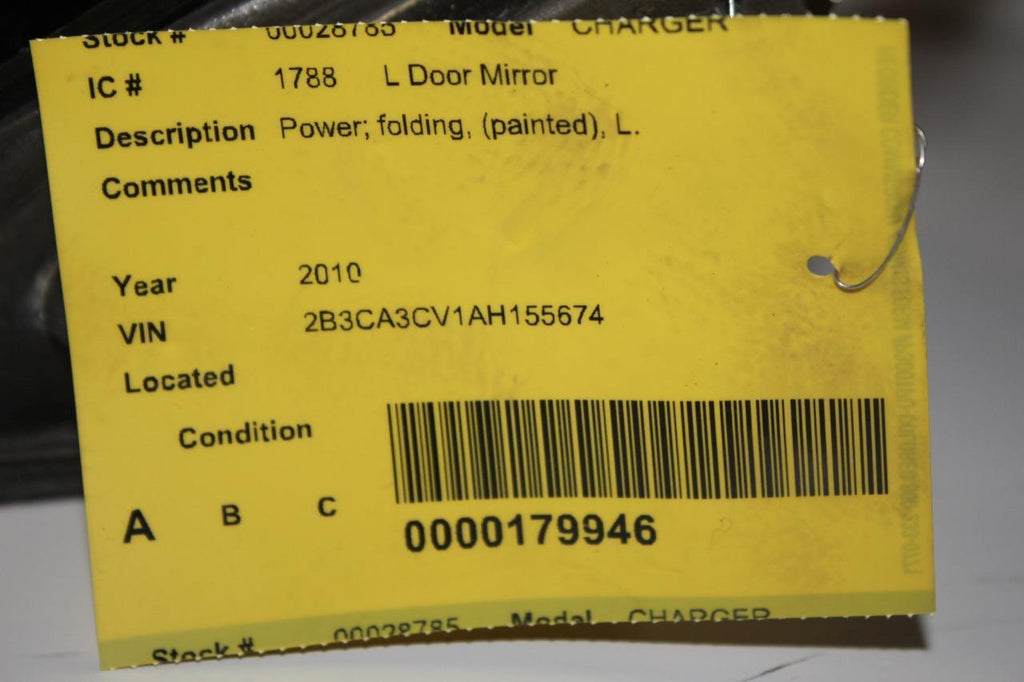 Stock # 00028785 Model CHARGER
IC # 1788 L Door Mirror
Description Power; folding, (painted), L.
Comments
Year 2010
VIN 2B3CA3CV1AH155674
Located
Condition
A B C
0000179946
Stock # 00028785 Model CHARGER